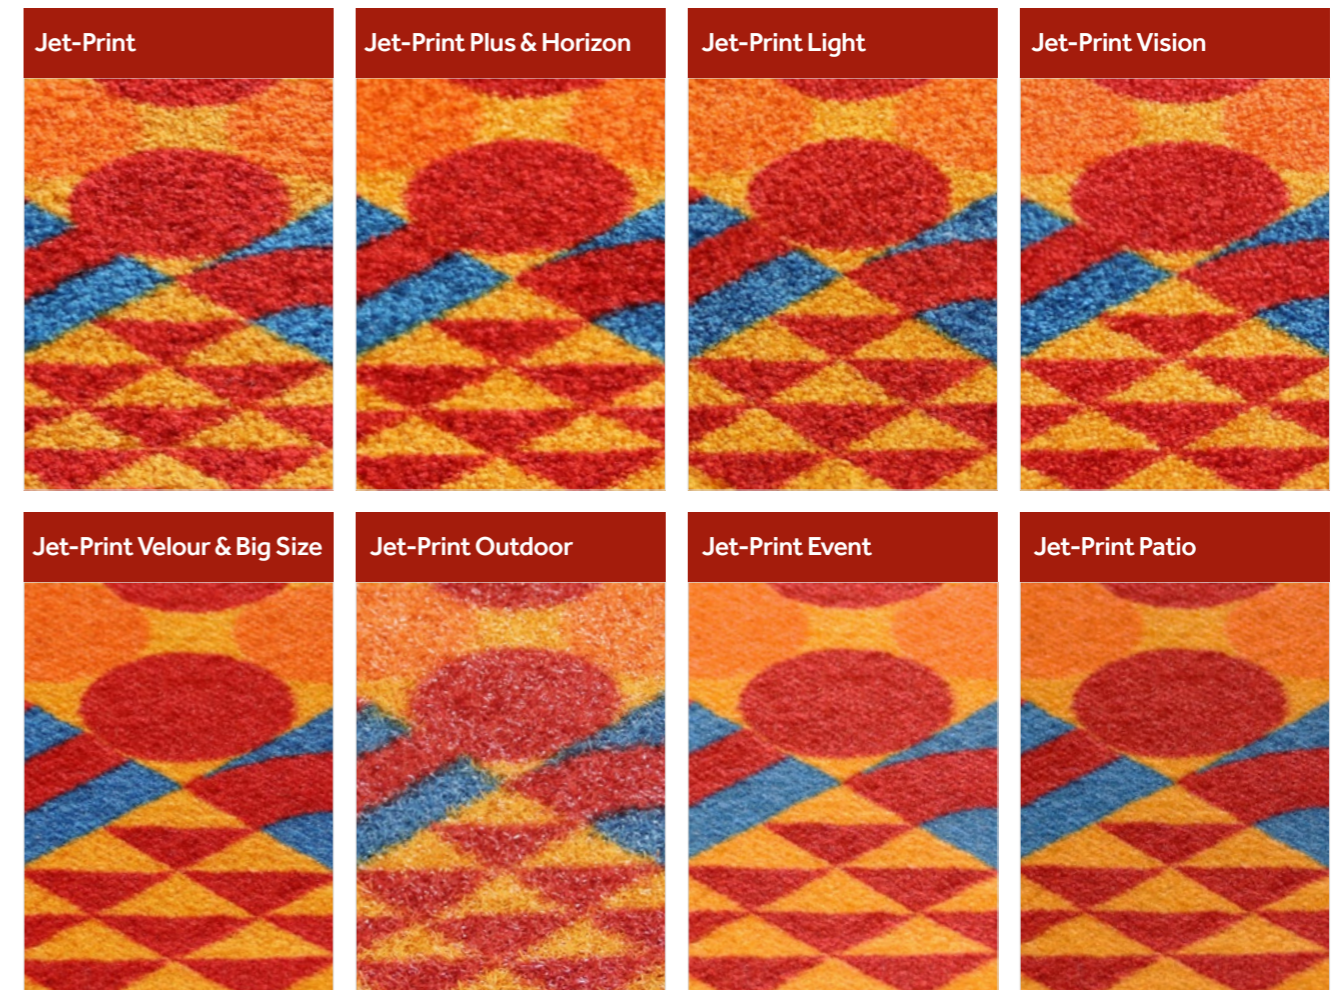 Jet-Print
Jet-Print Plus & Horizon
Jet-Print Light
Jet-Print Vision
Jet-Print Velour & Big Size
Jet-Print Outdoor
Jet-Print Event
Jet-Print Patio